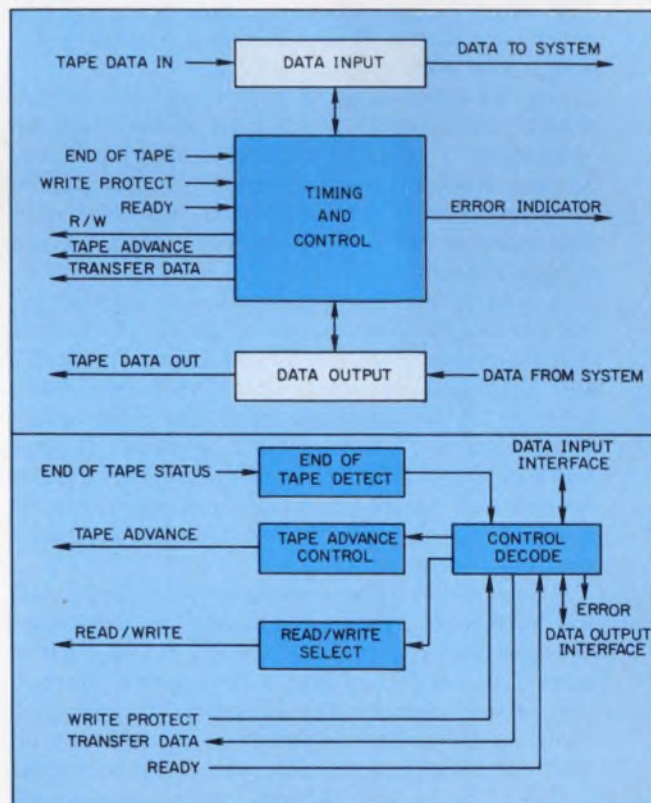 TAPE DATA IN
DATA INPUT
DATA TO SYSTEM
END OF TAPE
WRITE PROTECT
READY
R/W
TAPE ADVANCE
TRANSFER DATA
TIMING
AND
CONTROL
ERROR INDICATOR
TAPE DATA OUT
DATA OUTPUT
DATA FROM SYSTEM
END OF TAPE STATUS
END OF
TAPE DETECT
DATA INPUT
INTERFACE
TAPE ADVANCE
TAPE ADVANCE
CONTROL
CONTROL
DECODE
ERROR
DATA OUTPUT
INTERFACE
READ/WRITE
READ/WRITE
SELECT
WRITE PROTECT
TRANSFER DATA
READY